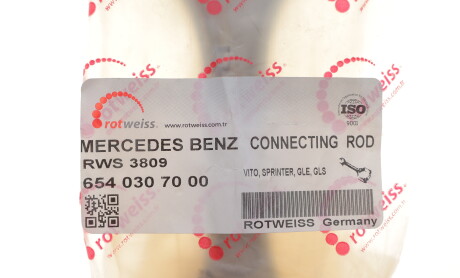 rotweiss.
www.rotweiss.com.tr
ISO
9001
MERCEDES BENZ CONNECTING ROD
RWS 3809
654 030 70 00
VITO, SPRINTER, GLE, GLS
ROTWEISS Germany